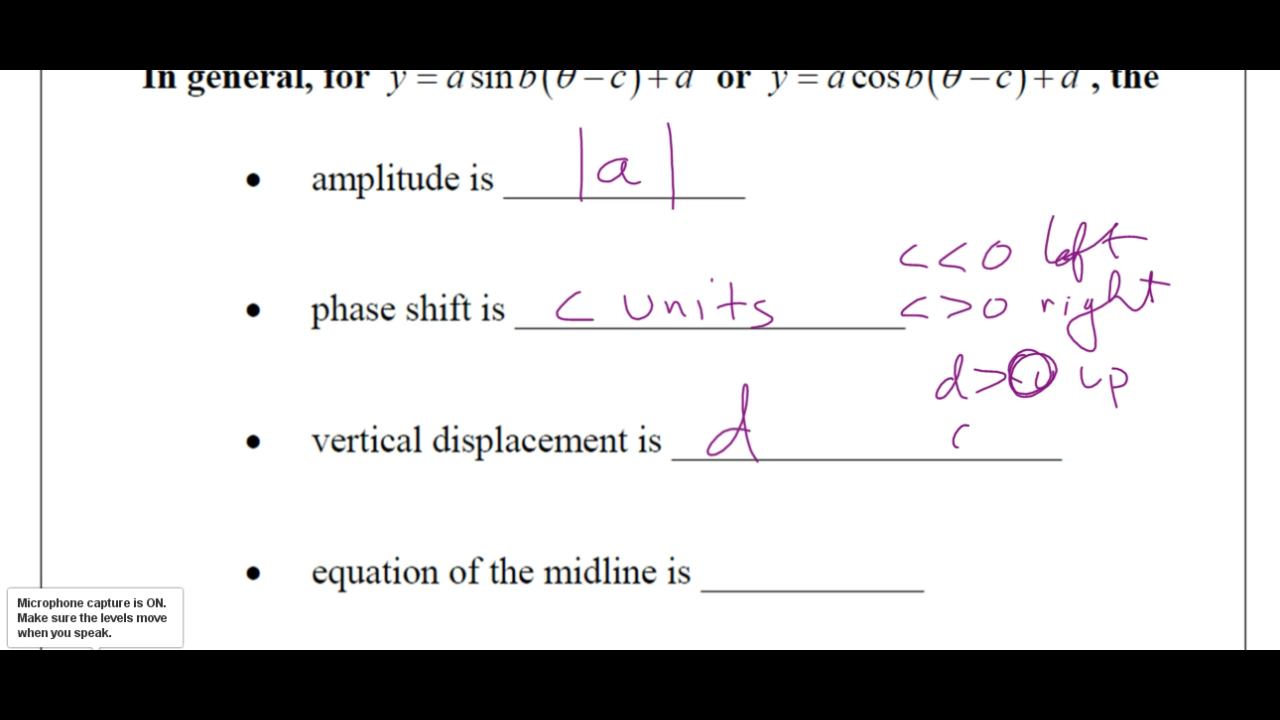 In general, for y = a sin b(θ − c) + d or y = a cos b(θ − c) + d , the
• amplitude is |a|
c < 0 left
• phase shift is c units c > 0 right
d > 0 up
• vertical displacement is d
• equation of the midline is
Microphone capture is ON.
Make sure the levels move
when you speak.